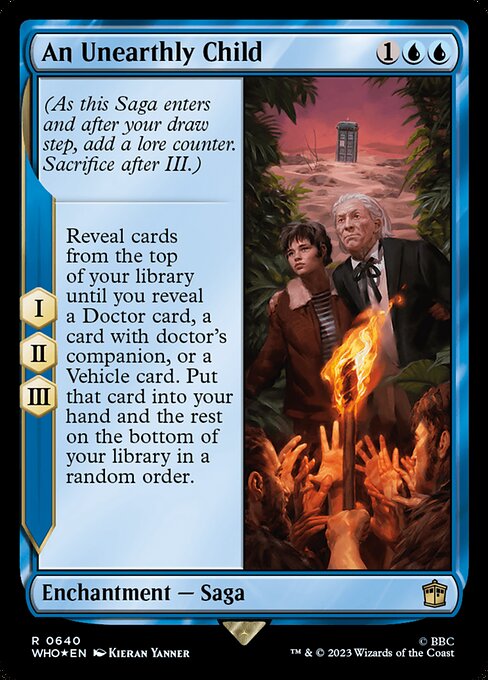 An Unearthly Child 1
(As this Saga enters
and after your draw
step, add a lore counter.
Sacrifice after III.)
I
II
III
Reveal cards
from the top
of your library
until you reveal
a Doctor card, a
card with doctor's
companion, or a
Vehicle card. Put
that card into your
hand and the rest
on the bottom of
your library in a
random order.
Enchantment — Saga
R 0640
WHO★EN Kieran Yanner
© BBC
™ & © 2023 Wizards of the Coast